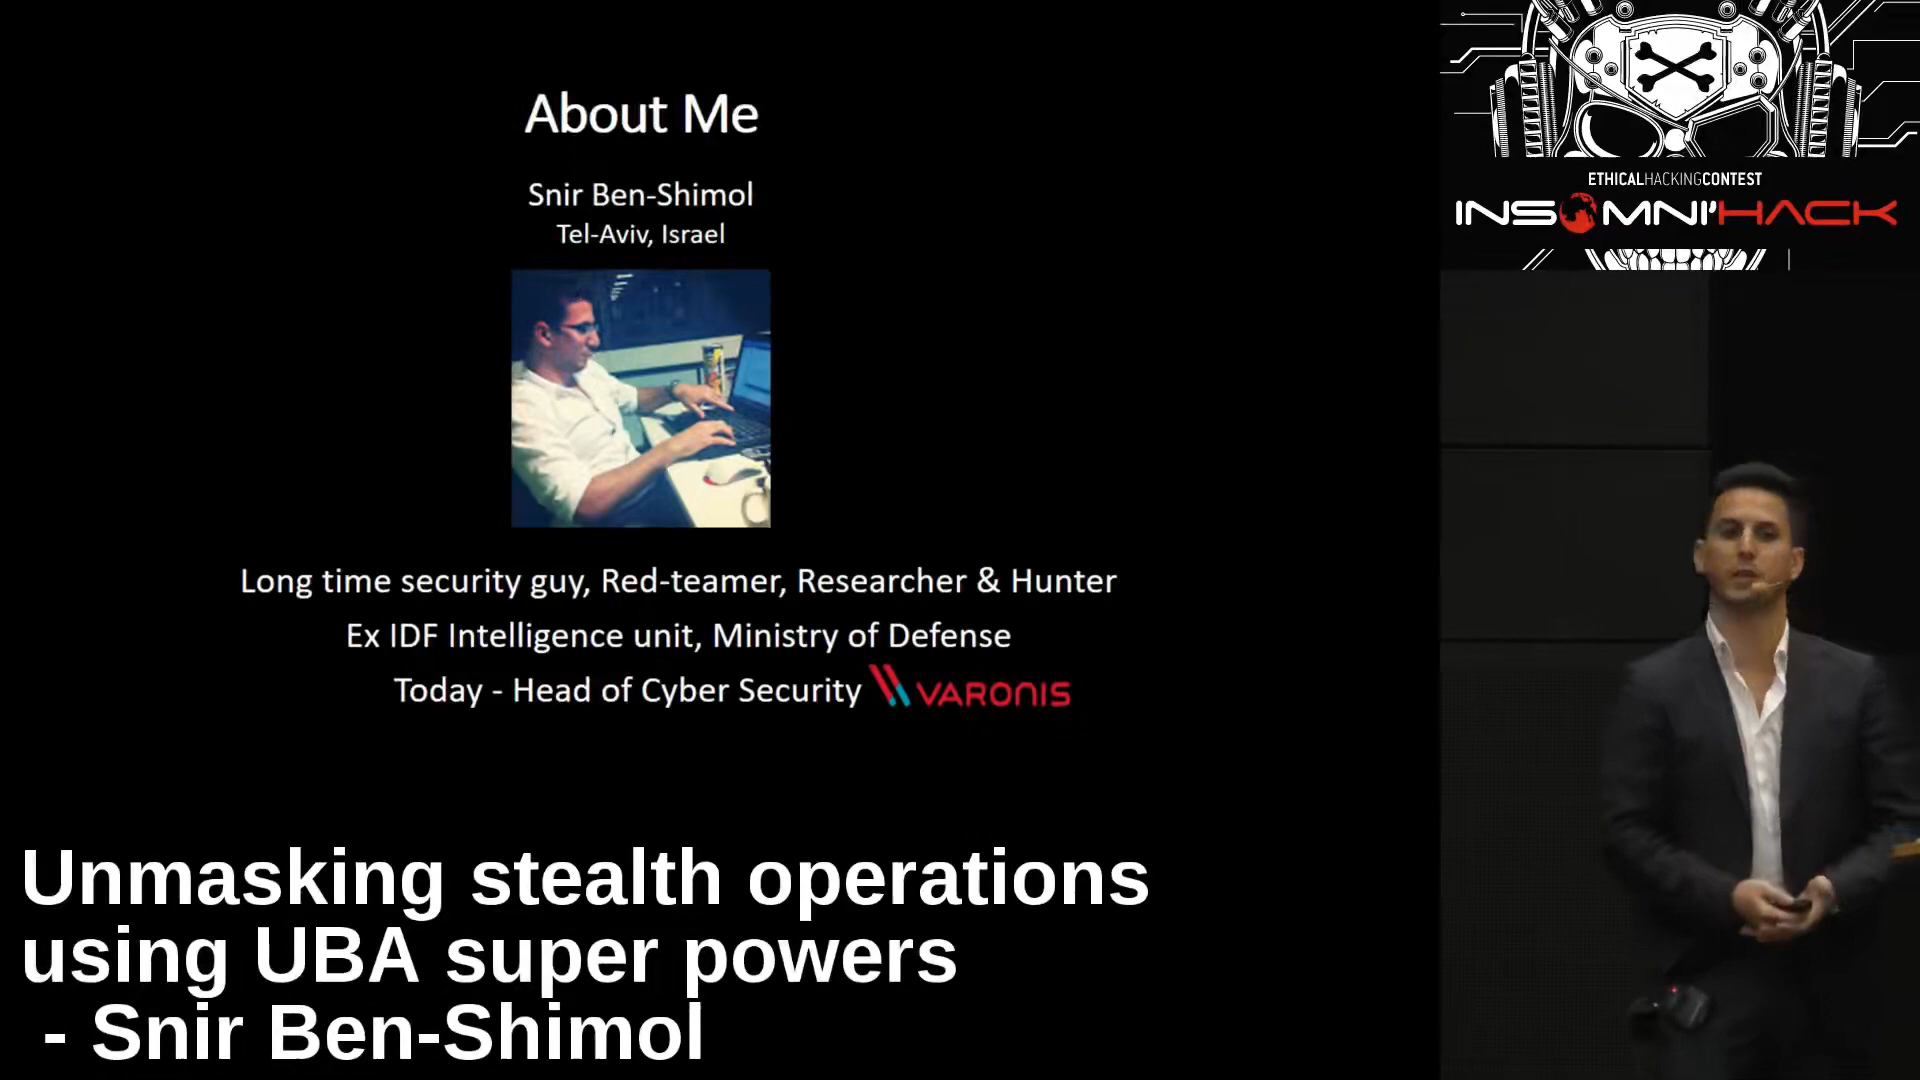 About Me
Snir Ben-Shimol
Tel-Aviv, Israel
Long time security guy, Red-teamer, Researcher & Hunter
Ex IDF Intelligence unit, Ministry of Defense
Today - Head of Cyber Security VARONIS
ETHICALHACKINGCONTEST
INSOMNI'HACK
Unmasking stealth operations
using UBA super powers
- Snir Ben-Shimol